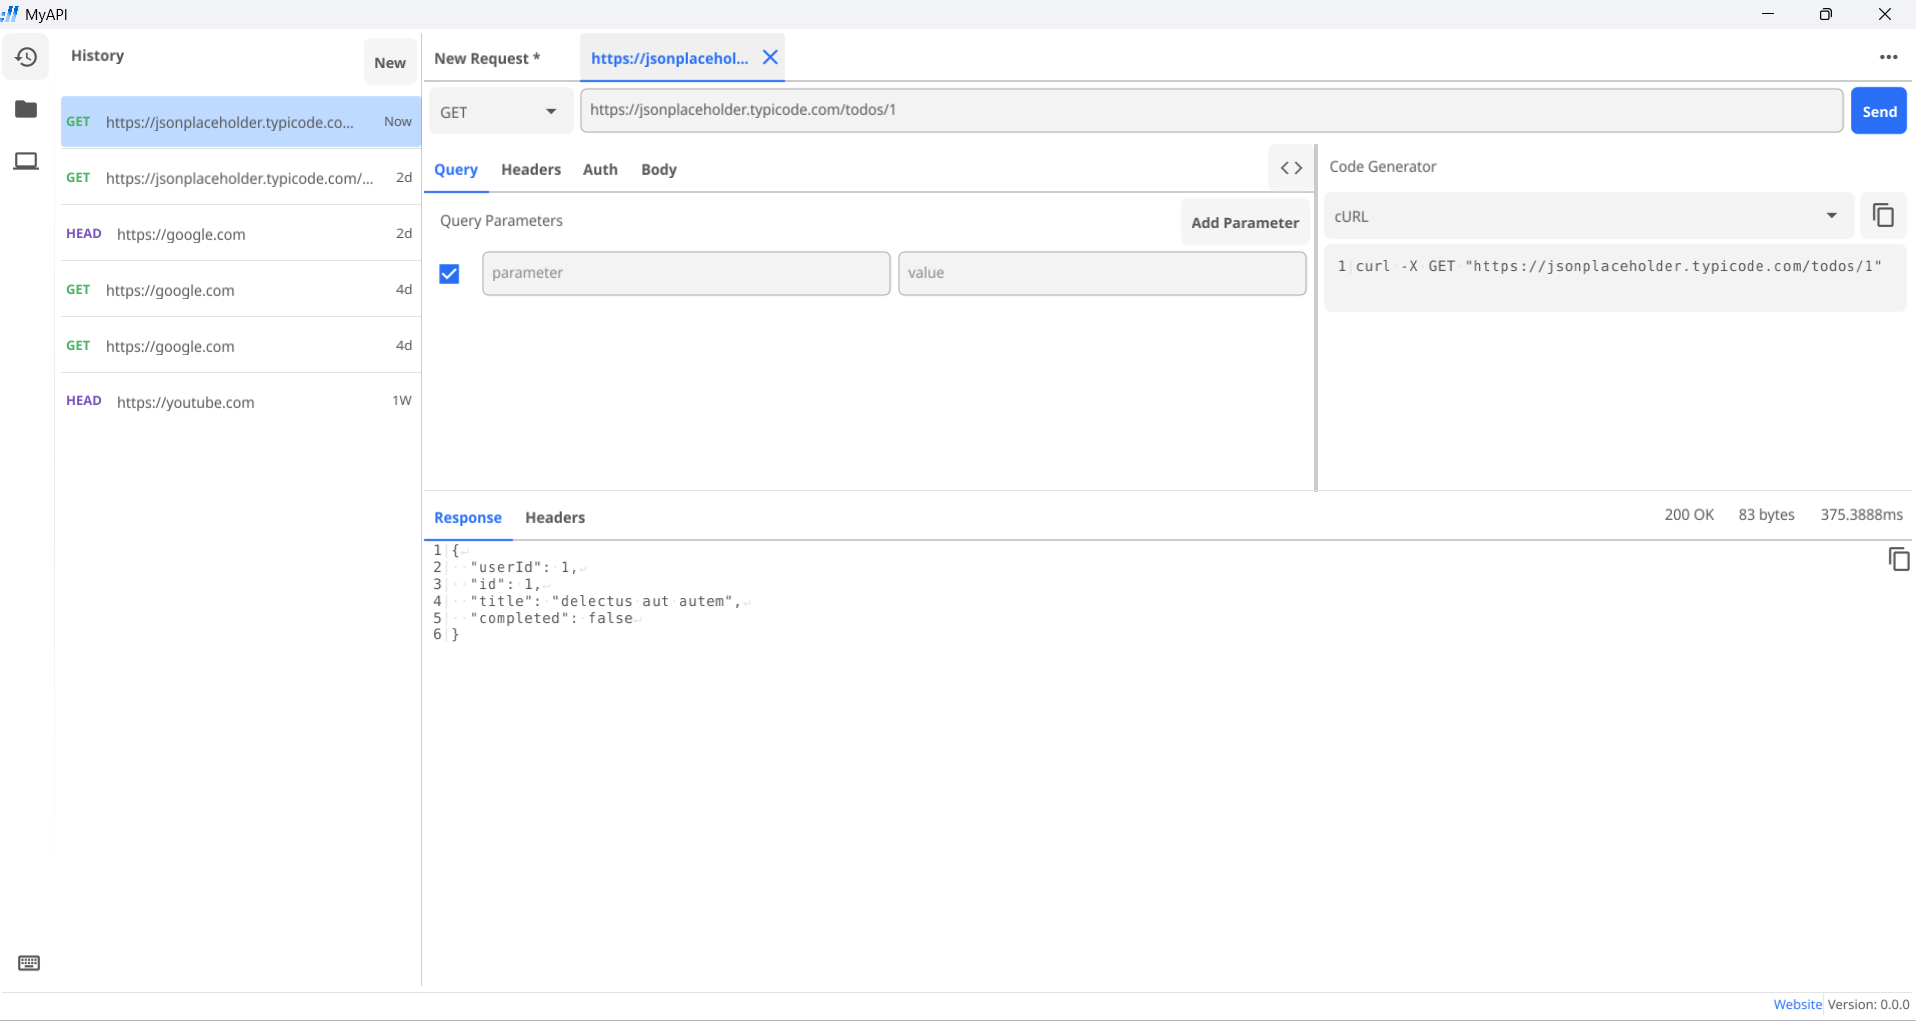 MyAPI
History
New
GET https://jsonplaceholder.typicode.co... Now
GET https://jsonplaceholder.typicode.com/... 2d
HEAD https://google.com 2d
GET https://google.com 4d
GET https://google.com 4d
HEAD https://youtube.com 1W
New Request *
https://jsonplacehol...
GET
https://jsonplaceholder.typicode.com/todos/1
Send
Query Headers Auth Body
Query Parameters
Add Parameter
parameter
value
Code Generator
cURL
1 curl -X GET "https://jsonplaceholder.typicode.com/todos/1"
Response Headers
200 OK 83 bytes 375.3888ms
1 {
2 "userId": 1,
3 "id": 1,
4 "title": "delectus aut autem",
5 "completed": false
6 }
Website Version: 0.0.0